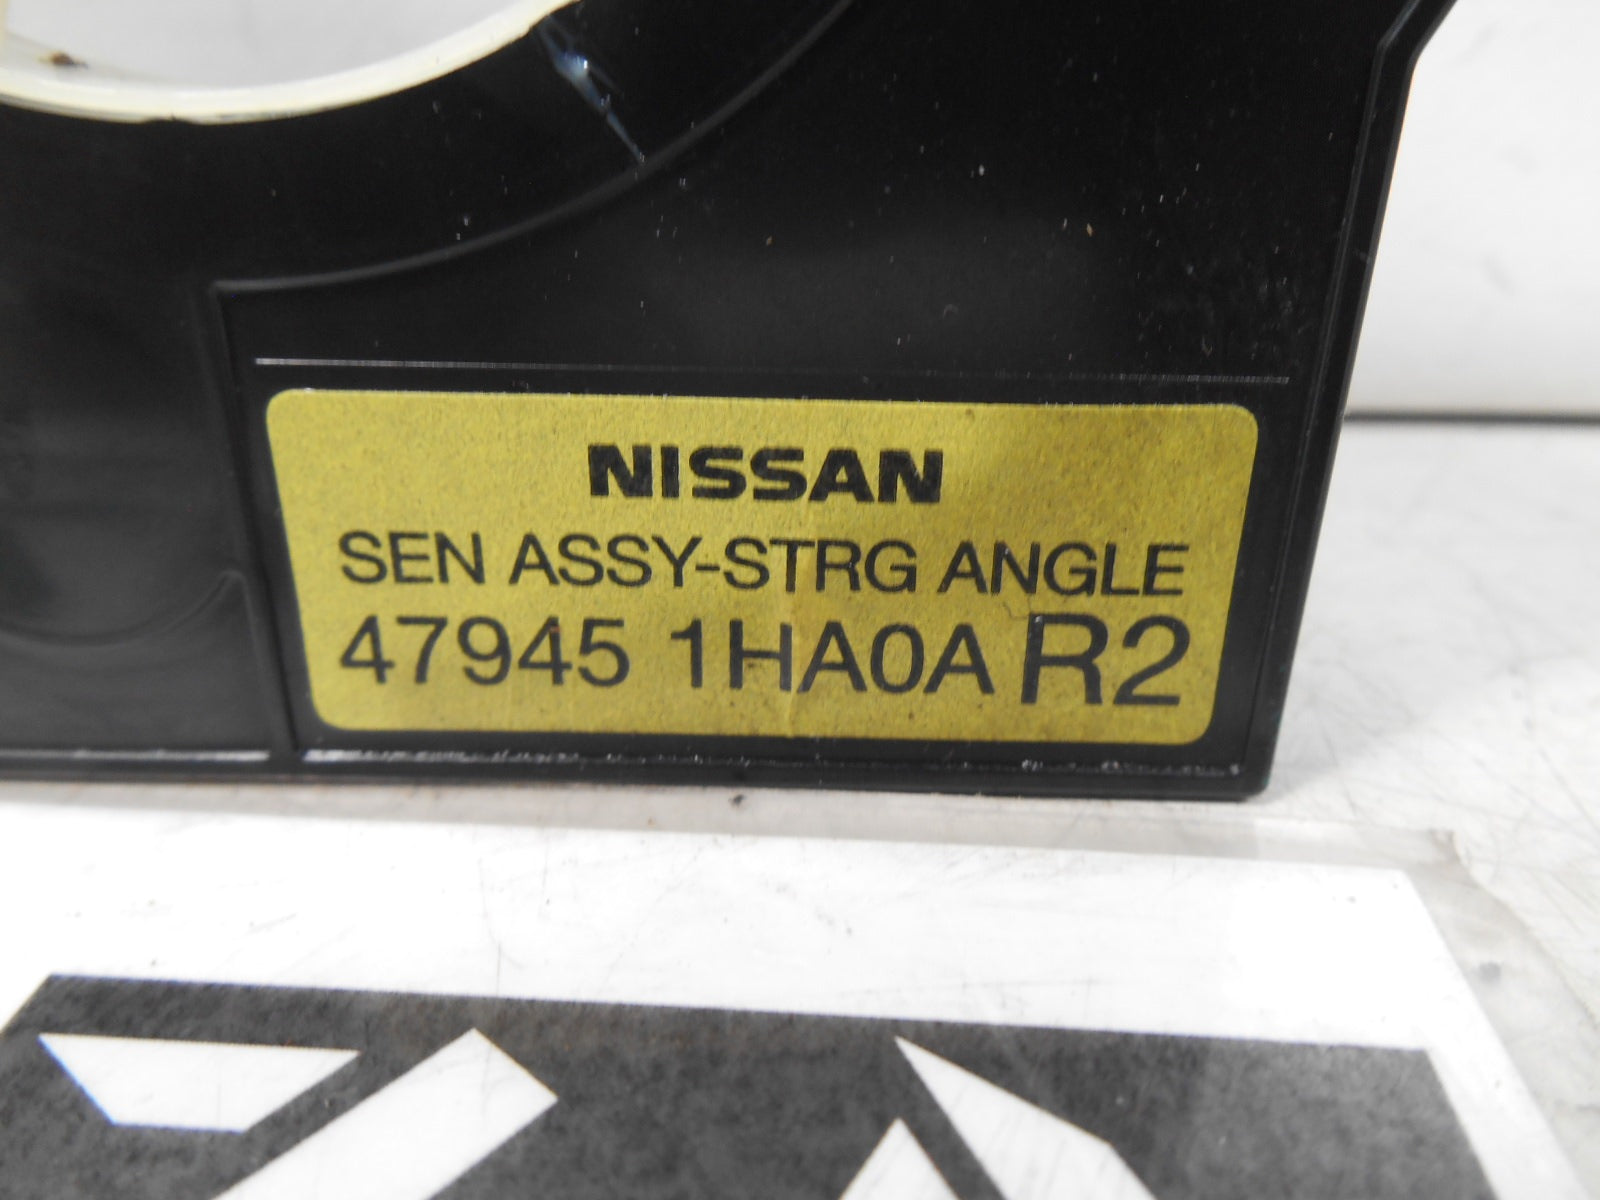 NISSAN
SEN ASSY-STRG ANGLE
47945 1HA0A R2